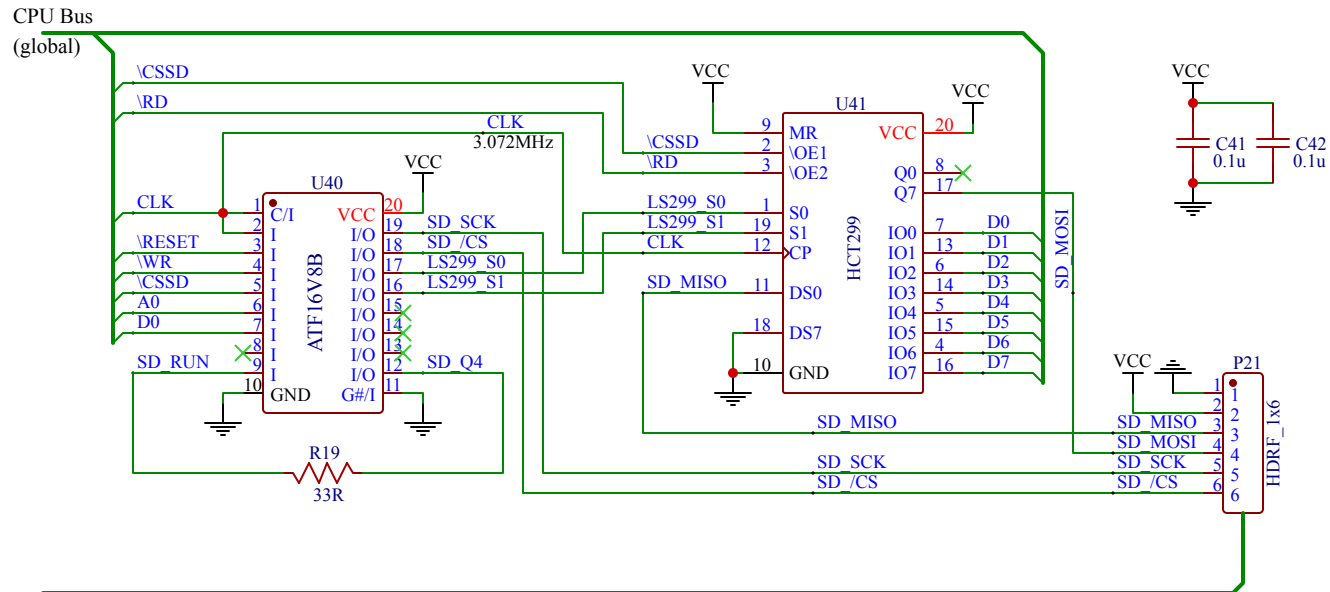 CPU Bus
(global)
\CSSD
\RD
CLK
3.072MHz
CLK
\RESET
\WR
\CSSD
A0
D0
SD_RUN
U40
ATF16V8B
1 C/I
2 I
3 I
4 I
5 I
6 I
7 I
8 I
9 I
10 GND
VCC
VCC 20
I/O 19 SD_SCK
I/O 18 SD_/CS
I/O 17 LS299_S0
I/O 16 LS299_S1
I/O 15
I/O 14
I/O 13
I/O 12 SD_Q4
G#/I 11
R19
33R
VCC
U41
HCT299
VCC
9 MR
\CSSD 2 \OE1
\RD 3 \OE2
LS299_S0 1 S0
LS299_S1 19 S1
CLK 12 CP
SD_MISO 11 DS0
18 DS7
10 GND
VCC 20
Q0 8
Q7 17
IO0 7 D0
IO1 13 D1
IO2 6 D2
IO3 14 D3
IO4 5 D4
IO5 15 D5
IO6 4 D6
IO7 16 D7
SD_MOSI
VCC
C41
0.1u
C42
0.1u
VCC
P21
HDRF_1x6
1 1
2 2
SD_MISO SD_MISO 3 3
SD_MOSI 4 4
SD_SCK SD_SCK 5 5
SD_/CS SD_/CS 6 6